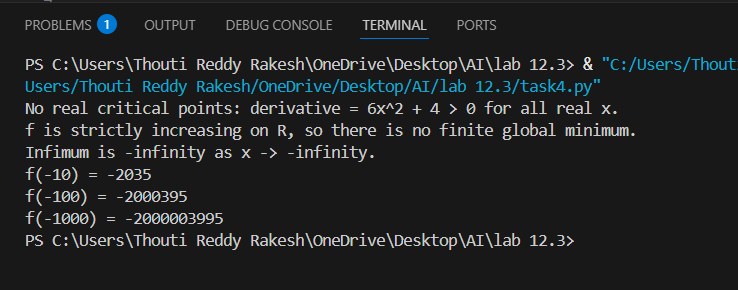 PROBLEMS 1 OUTPUT DEBUG CONSOLE TERMINAL PORTS
PS C:\Users\Thouti Reddy Rakesh\OneDrive\Desktop\AI\lab 12.3> & "C:/Users/Thout
Users/Thouti Reddy Rakesh/OneDrive/Desktop/AI/lab 12.3/task4.py"
No real critical points: derivative = 6x^2 + 4 > 0 for all real x.
f is strictly increasing on R, so there is no finite global minimum.
Infimum is -infinity as x -> -infinity.
f(-10) = -2035
f(-100) = -2000395
f(-1000) = -2000003995
PS C:\Users\Thouti Reddy Rakesh\OneDrive\Desktop\AI\lab 12.3>